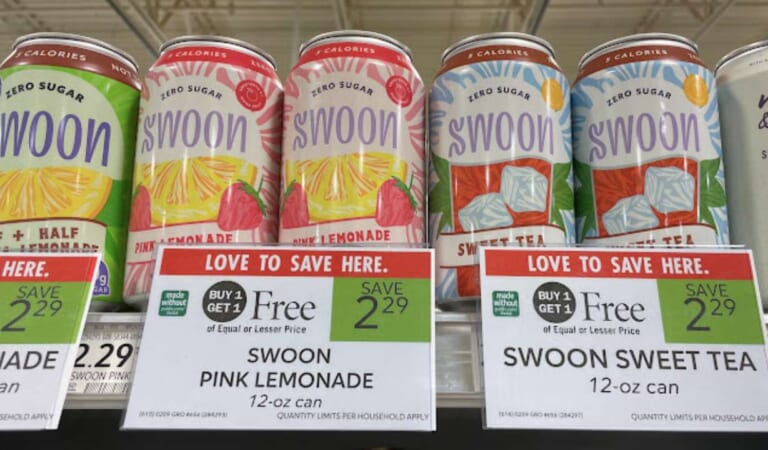 5 CALORIES
ZERO SUGAR
SWOON
+ HALF
LEMONADE
5 CALORIES
ZERO SUGAR
SWOON
PINK LEMONADE
5 CALORIES
ZERO SUGAR
SWOON
PINK LEMONADE
5 CALORIES
ZERO SUGAR
SWOON
SWEET TEA
5 CALORIES
ZERO SUGAR
SWOON
SWEET TEA
HERE.
SAVE
2 29
ADE
an
SEHOLD APPLY
2.29
SWOON PINK
LOVE TO SAVE HERE.
made without
BUY 1 GET 1 Free
of Equal or Lesser Price
SAVE
2 29
SWOON
PINK LEMONADE
12-oz can
QUANTITY LIMITS PER HOUSEHOLD APPLY
LOVE TO SAVE HERE.
made without
BUY 1 GET 1 Free
of Equal or Lesser Price
SAVE
2 29
SWOON SWEET TEA
12-oz can
QUANTITY LIMITS PER HOUSEHOLD AP